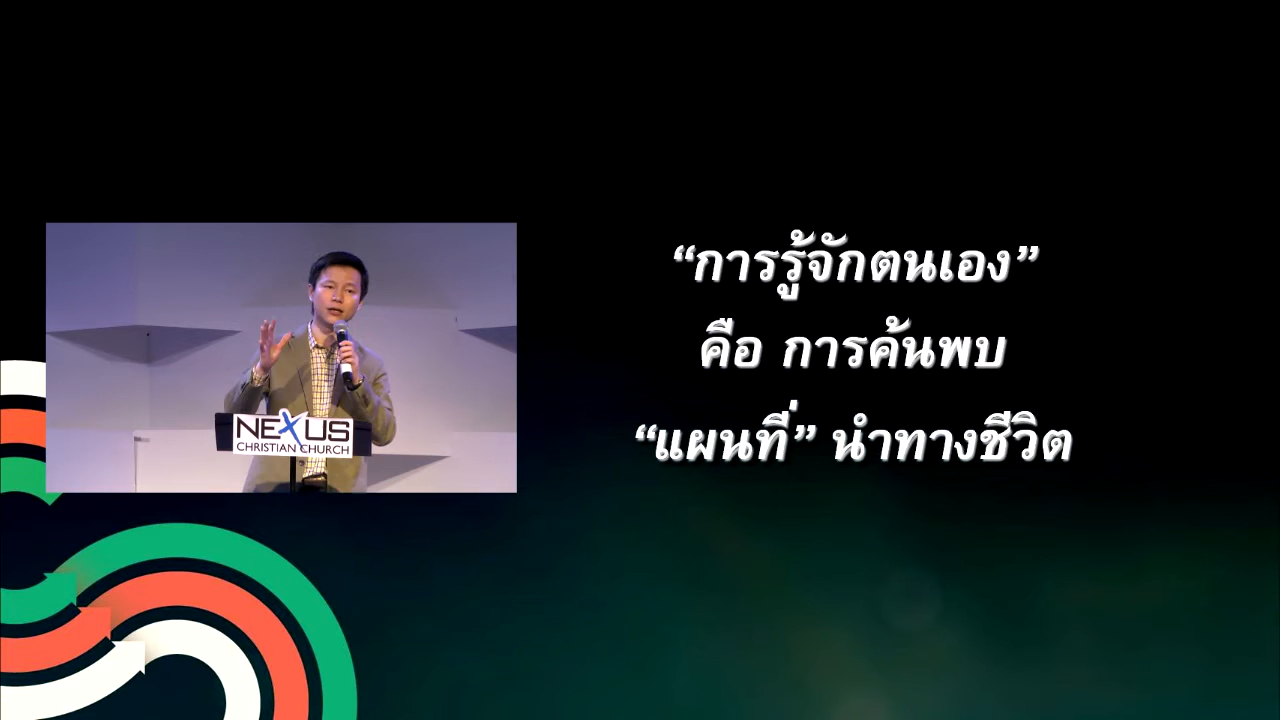 “การรู้จักตนเอง”
คือ การค้นพบ
“แผนที่” นำทางชีวิต
NEXUS
CHRISTIAN CHURCH